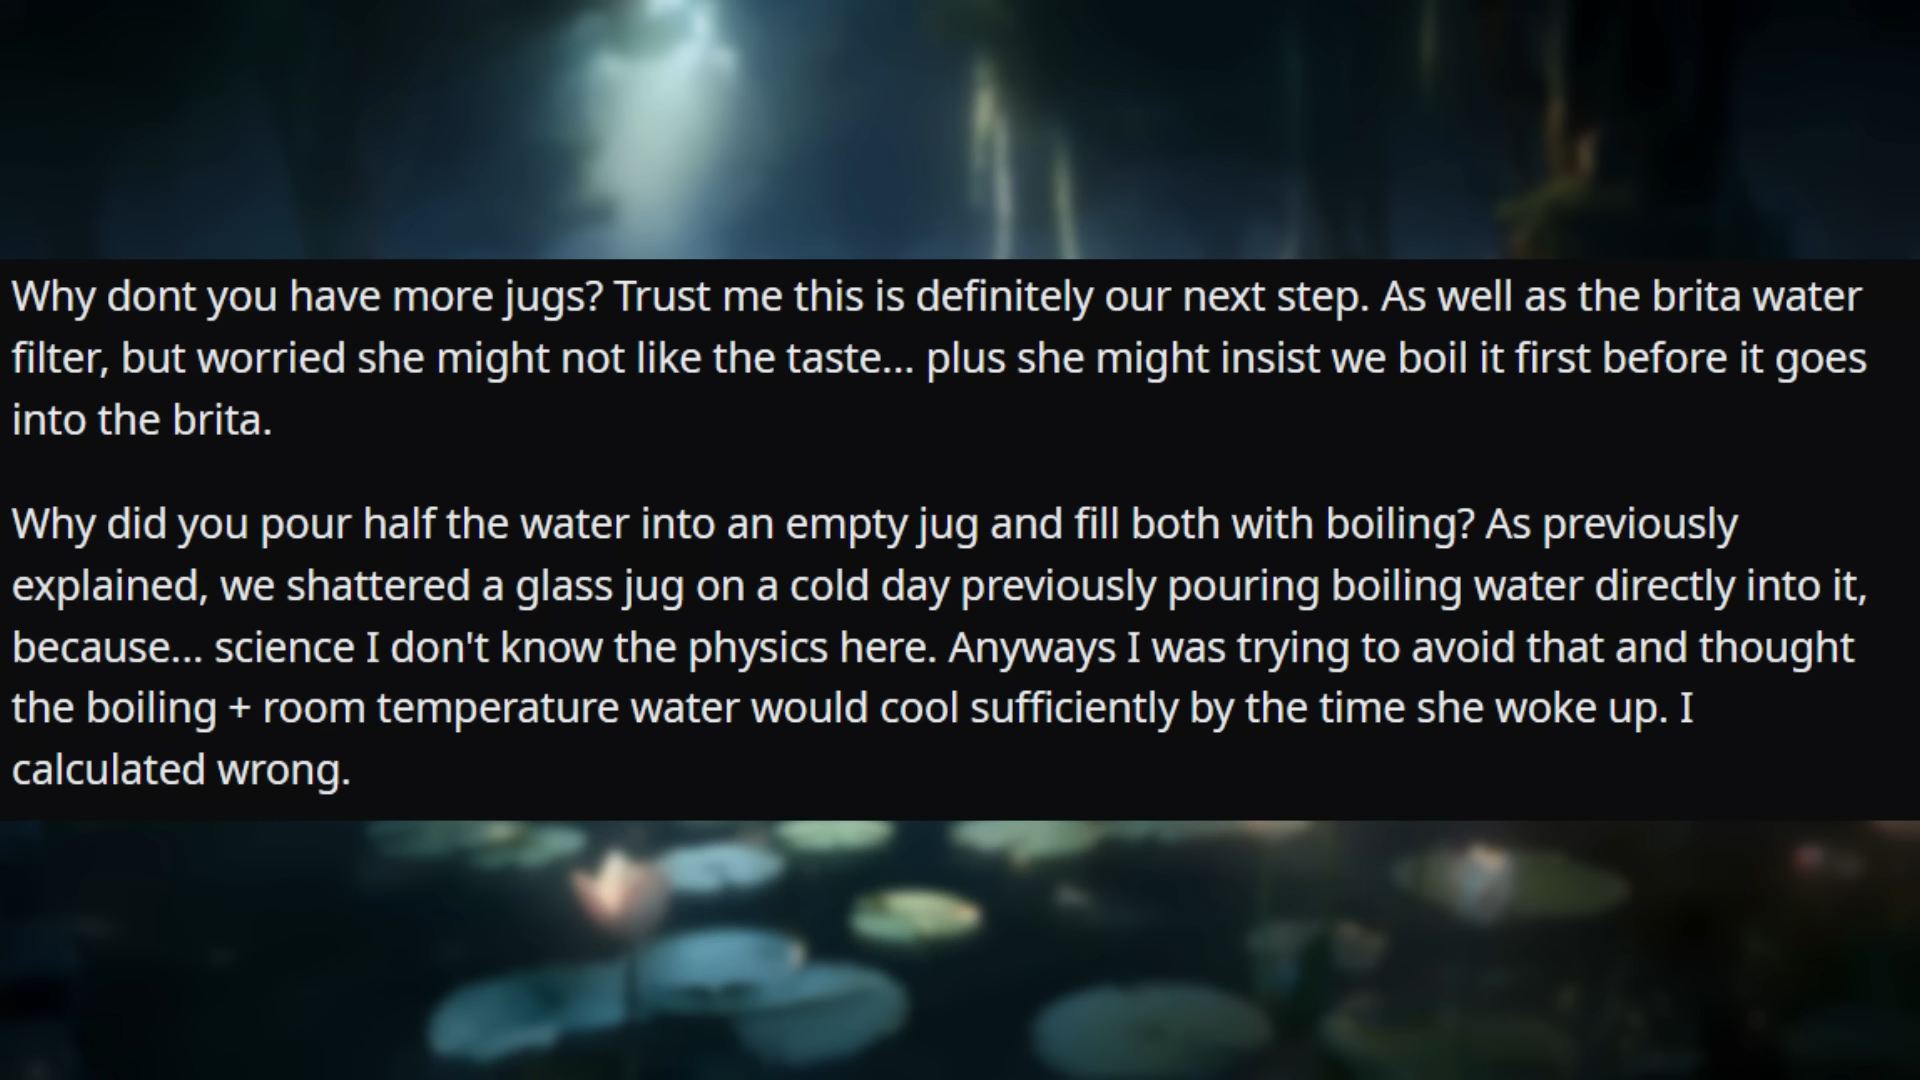 Why dont you have more jugs? Trust me this is definitely our next step. As well as the brita water
filter, but worried she might not like the taste... plus she might insist we boil it first before it goes
into the brita.
Why did you pour half the water into an empty jug and fill both with boiling? As previously
explained, we shattered a glass jug on a cold day previously pouring boiling water directly into it,
because... science I don't know the physics here. Anyways I was trying to avoid that and thought
the boiling + room temperature water would cool sufficiently by the time she woke up. I
calculated wrong.